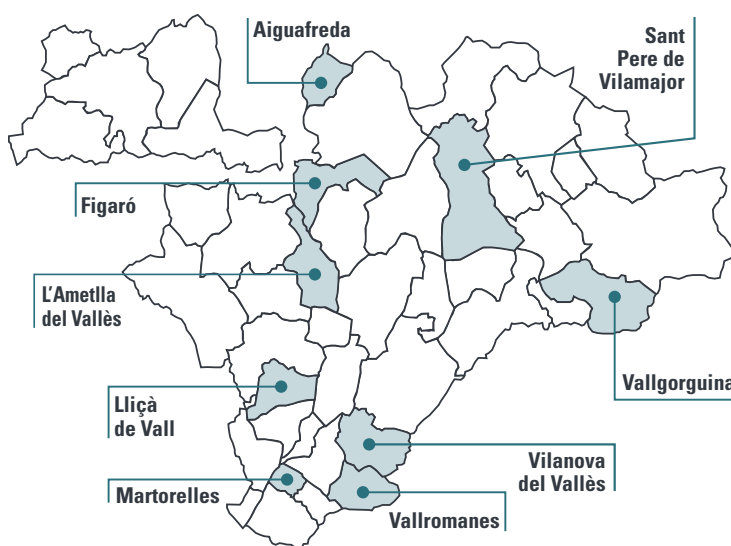 Aiguafreda
Sant
Pere de
Vilamajor
Figaró
L'Ametlla
del Vallès
Vallgorguina
Lliçà
de Vall
Vilanova
del Vallès
Martorelles
Vallromanes